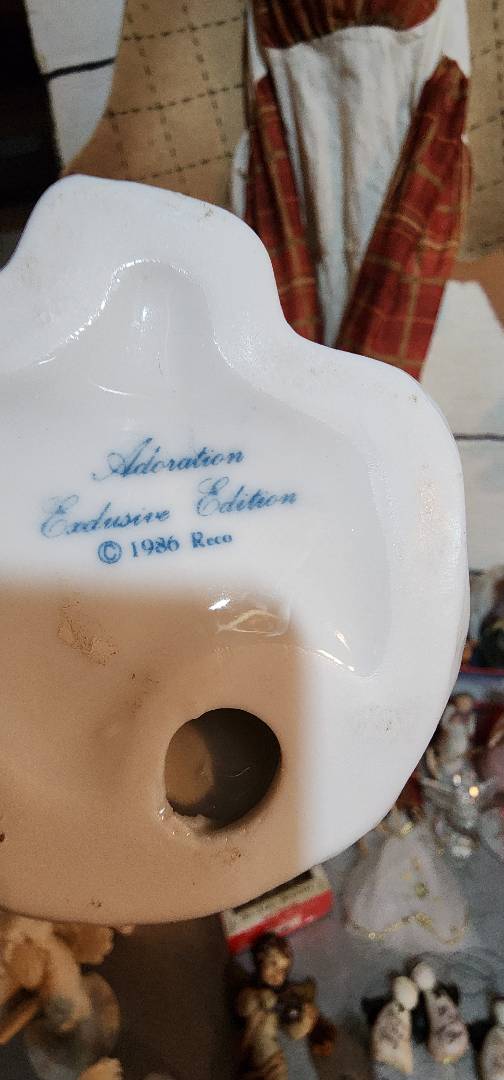 Adoration
Exclusive Edition
© 1986 Reco